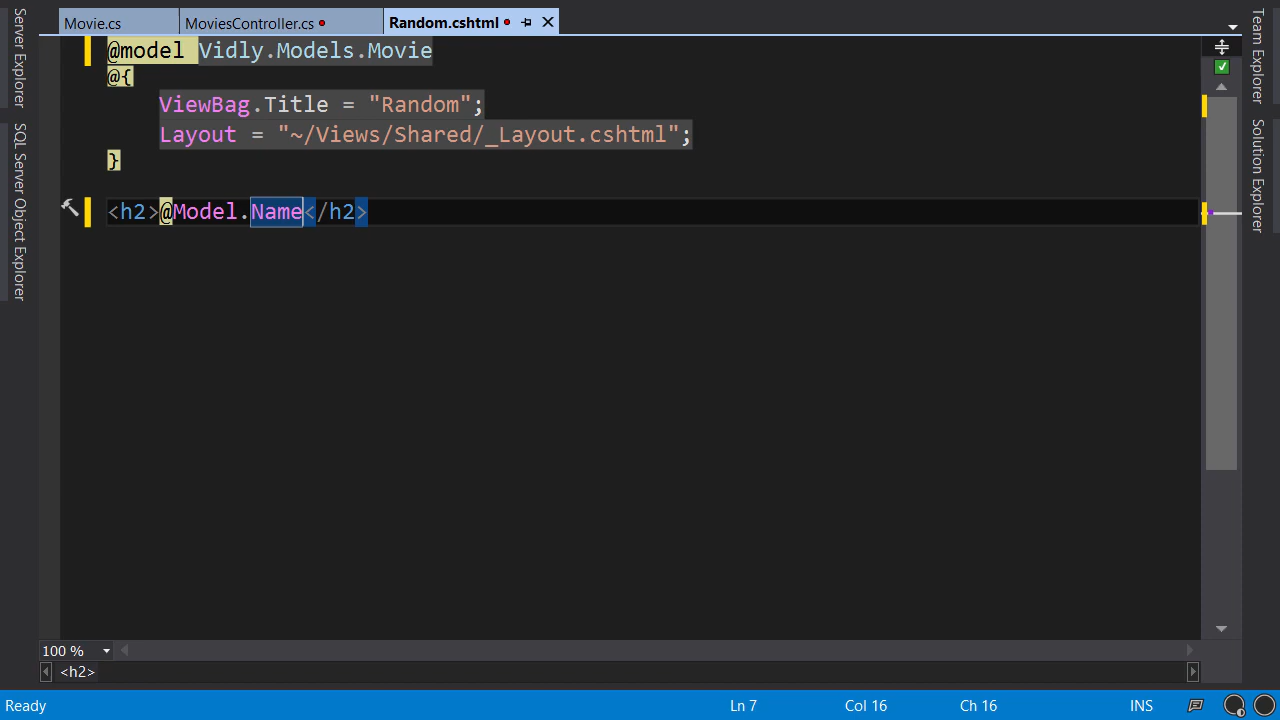 Movie.cs
MoviesController.cs
Random.cshtml
Server Explorer
SQL Server Object Explorer
@model Vidly.Models.Movie
@{
ViewBag.Title = "Random";
Layout = "~/Views/Shared/_Layout.cshtml";
}
<h2>@Model.Name</h2>
Team Explorer
Solution Explorer
100 %
<h2>
Ready
Ln 7
Col 16
Ch 16
INS